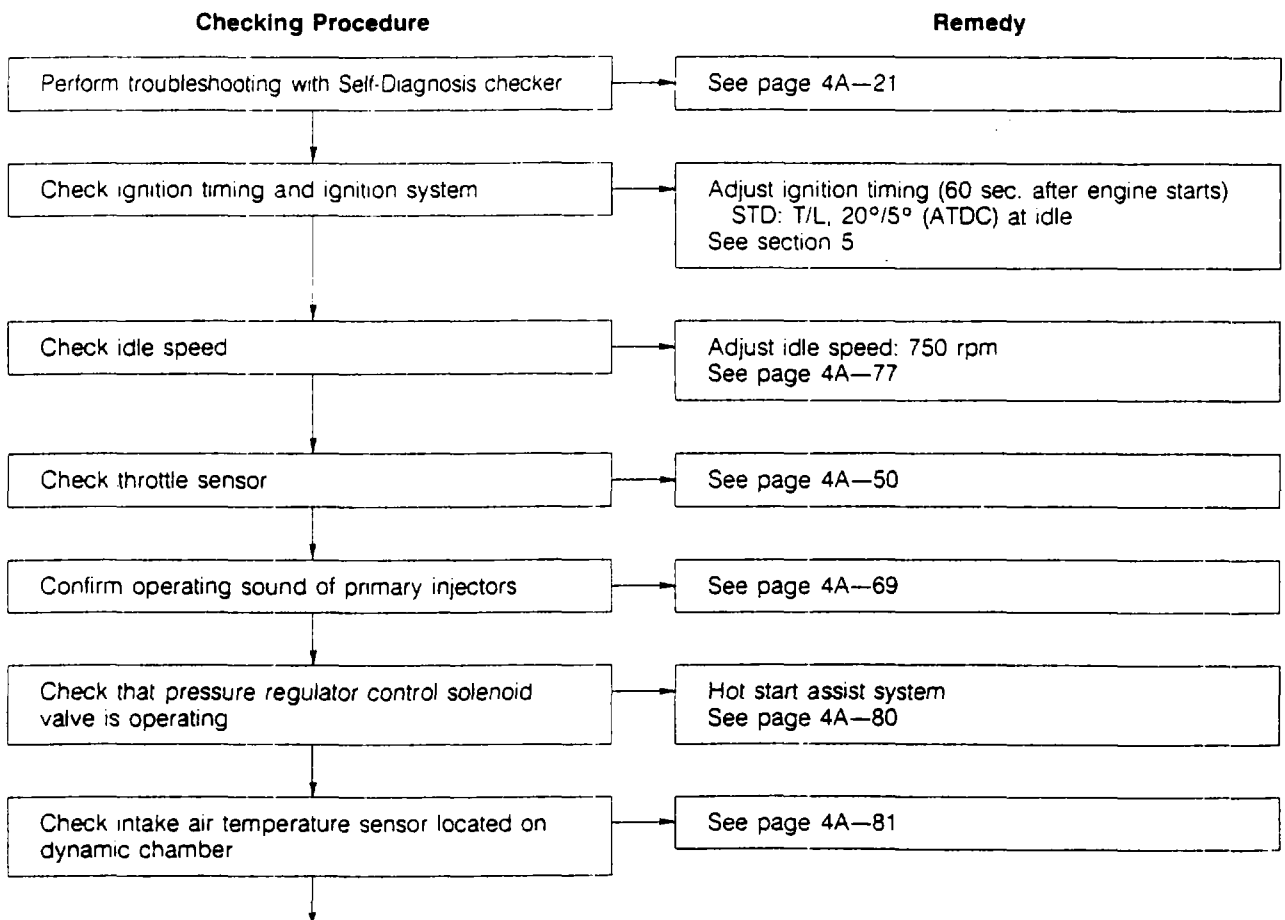 Checking Procedure
Remedy
Perform troubleshooting with Self-Diagnosis checker
See page 4A—21
Check ignition timing and ignition system
Adjust ignition timing (60 sec. after engine starts)
STD: T/L, 20°/5° (ATDC) at idle
See section 5
Check idle speed
Adjust idle speed: 750 rpm
See page 4A—77
Check throttle sensor
See page 4A—50
Confirm operating sound of primary injectors
See page 4A—69
Check that pressure regulator control solenoid
valve is operating
Hot start assist system
See page 4A—80
Check intake air temperature sensor located on
dynamic chamber
See page 4A—81